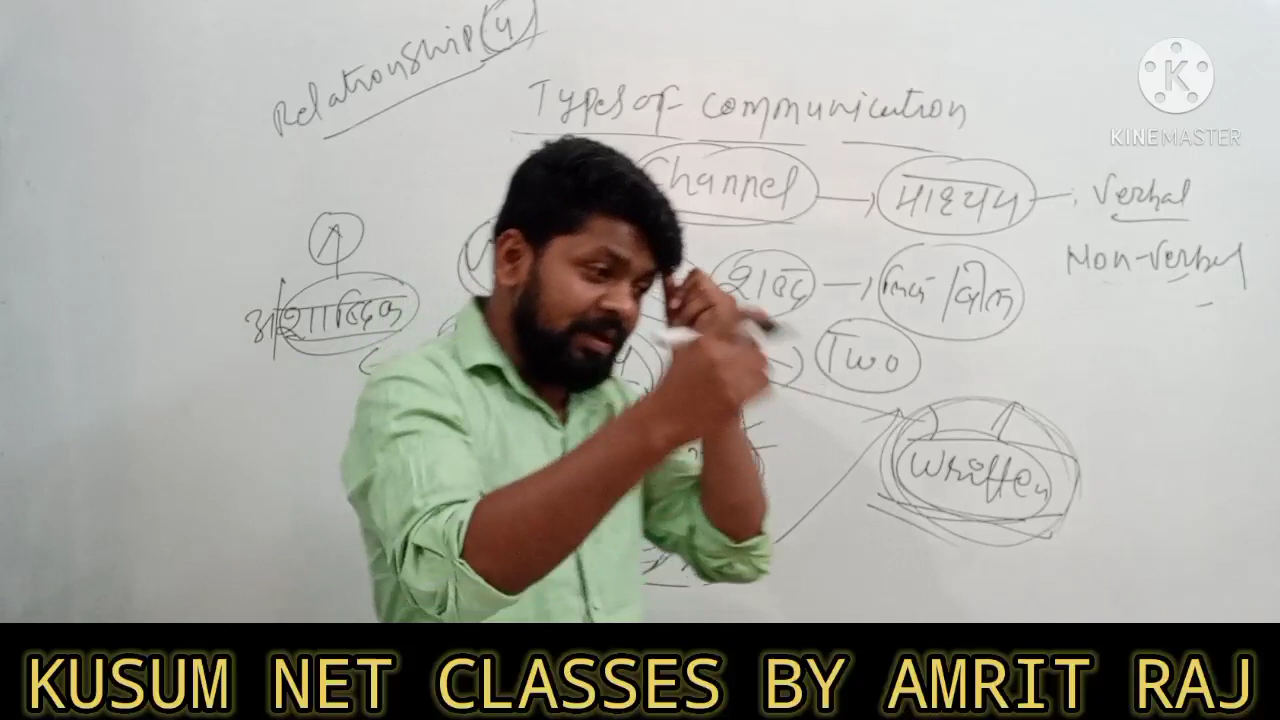 Relationship (4)
Types of communication
Channel → माध्यम Verbal
Non-verbal
शब्द →
अशाब्दिक
Two
Written
KINEMASTER
KUSUM NET CLASSES BY AMRIT RAJ